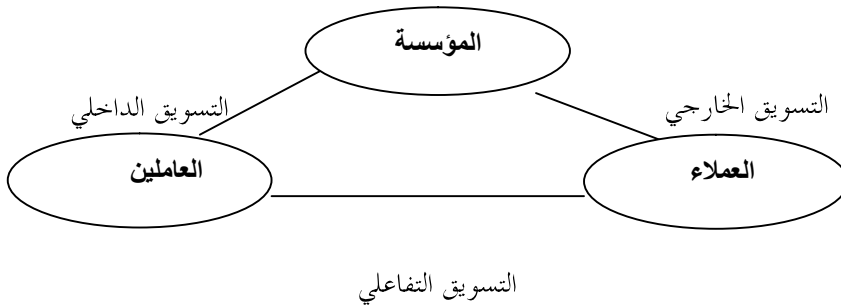 المؤسسة
التسويق الخارجي
التسويق الداخلي
العملاء
العاملين
التسويق التفاعلي